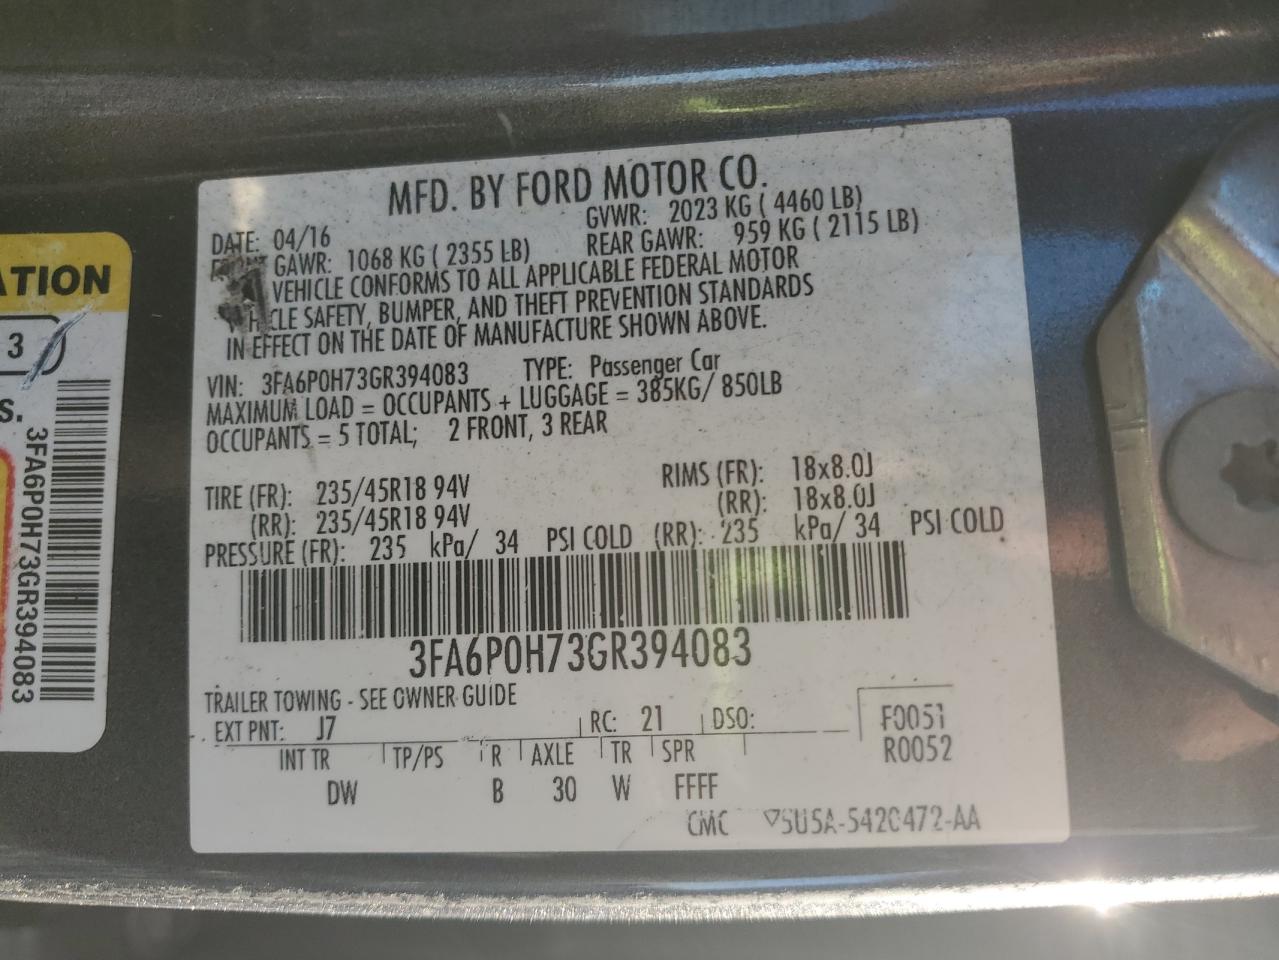 MFD. BY FORD MOTOR CO.
DATE: 04/16 GVWR: 2023 KG ( 4460 LB)
GAWR: 1068 KG ( 2355 LB) REAR GAWR: 959 KG ( 2115 LB)
VEHICLE CONFORMS TO ALL APPLICABLE FEDERAL MOTOR
SAFETY, BUMPER, AND THEFT PREVENTION STANDARDS
IN EFFECT ON THE DATE OF MANUFACTURE SHOWN ABOVE.
VIN: 3FA6P0H73GR394083 TYPE: Passenger Car
MAXIMUM LOAD = OCCUPANTS + LUGGAGE = 385KG/ 850LB
OCCUPANTS = 5 TOTAL; 2 FRONT, 3 REAR
TIRE (FR): 235/45R18 94V RIMS (FR): 18x8.0J
(RR): 235/45R18 94V (RR): 18x8.0J
PRESSURE (FR): 235 kPa/ 34 PSI COLD (RR): 235 kPa/ 34 PSI COLD
3FA6P0H73GR394083
TRAILER TOWING - SEE OWNER GUIDE
EXT PNT: J7 RC: 21 DSO: F0051
R0052
INT TR TP/PS R AXLE TR SPR
DW B 30 W FFFF
CMC ▽5U5A-5420472-AA
ATION
3
S.
3FA6P0H73GR394083